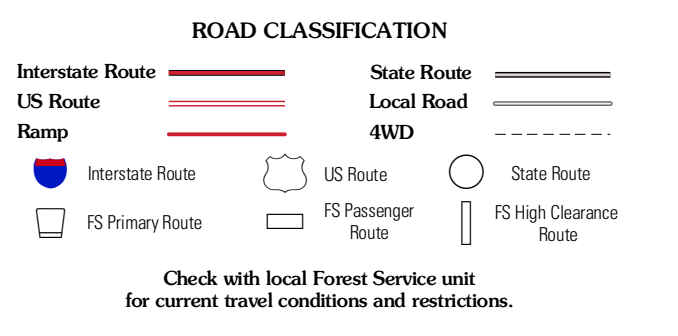 ROAD CLASSIFICATION
Interstate Route
State Route
US Route
Local Road
Ramp
4WD
Interstate Route
US Route
State Route
FS Primary Route
FS Passenger
Route
FS High Clearance
Route
Check with local Forest Service unit
for current travel conditions and restrictions.